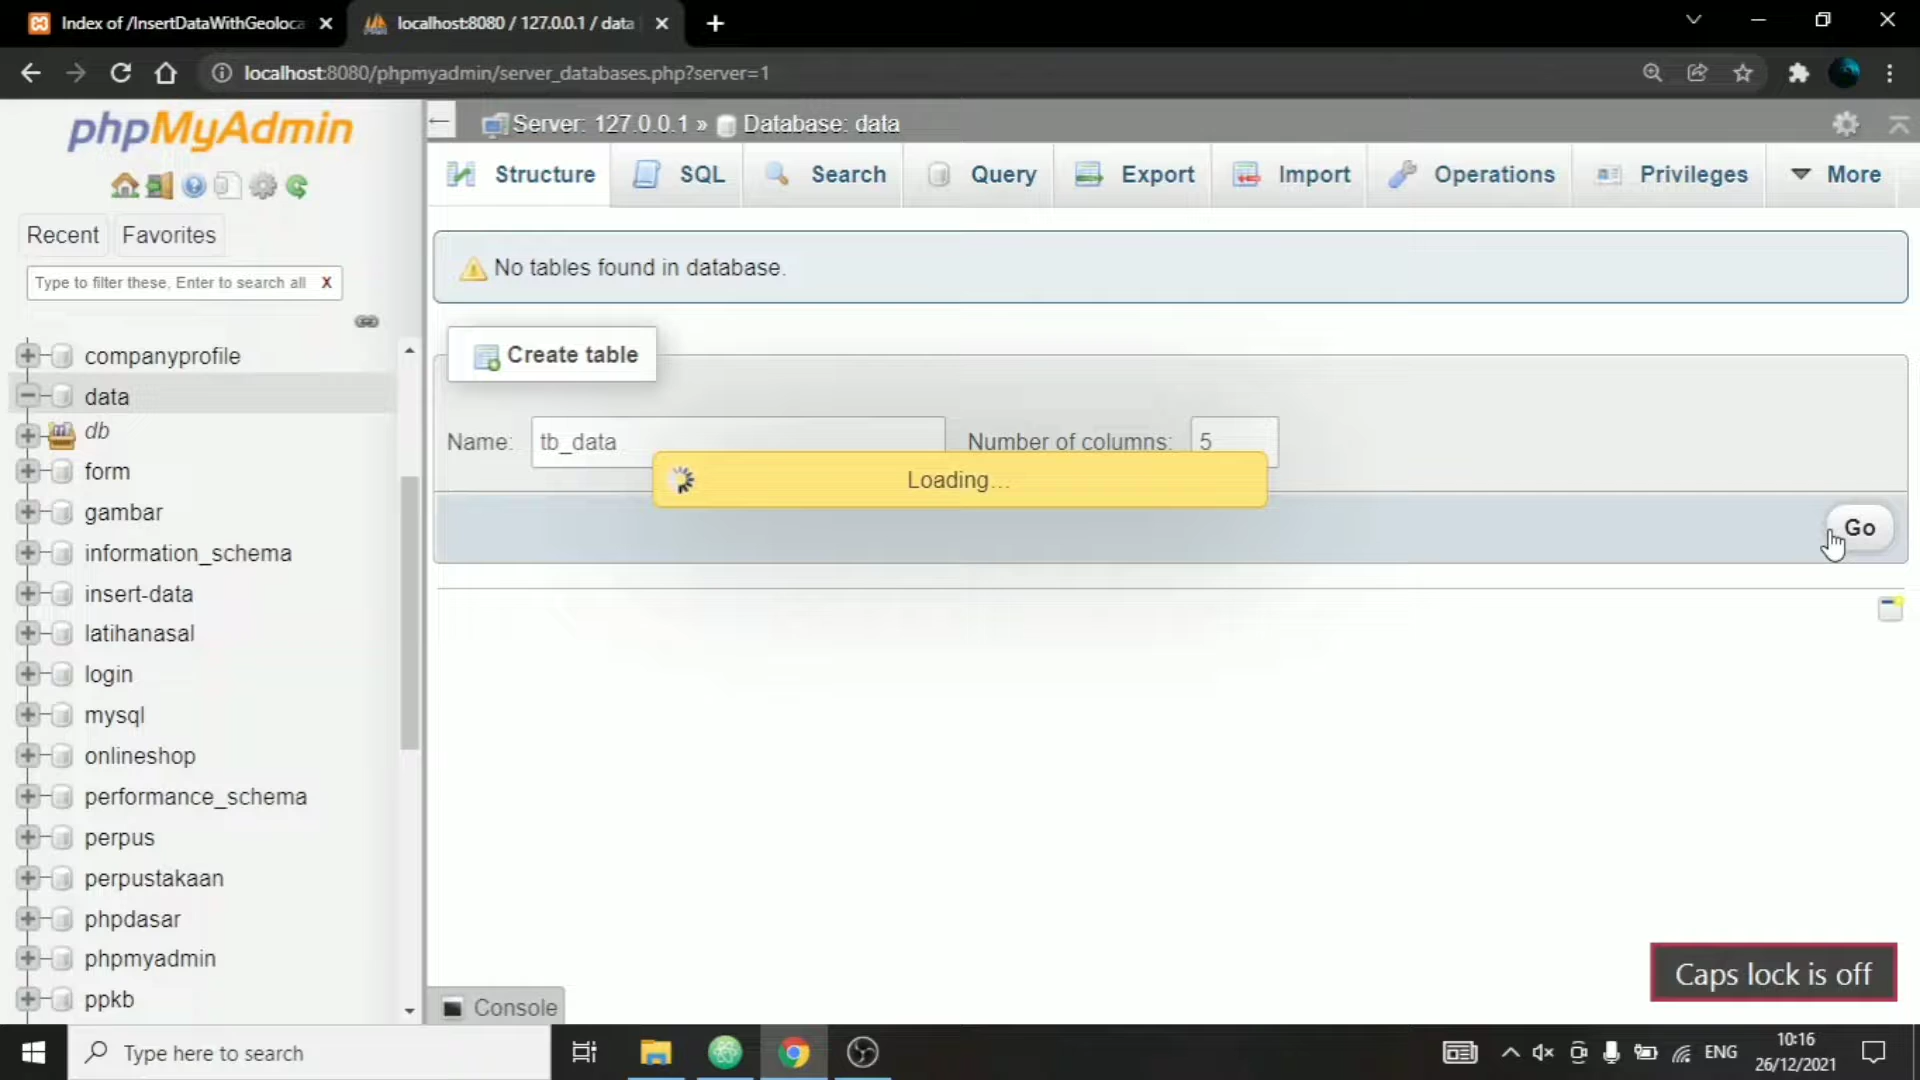 Index of /InsertDataWithGeoloca
localhost:8080 / 127.0.0.1 / data
localhost:8080/phpmyadmin/server_databases.php?server=1
phpMyAdmin
Server: 127.0.0.1 » Database: data
Structure SQL Search Query Export Import Operations Privileges More
Recent Favorites
Type to filter these, Enter to search all X
No tables found in database.
Create table
Name: tb_data Number of columns: 5
Loading...
Go
companyprofile
data
db
form
gambar
information_schema
insert-data
latihanasal
login
mysql
onlineshop
performance_schema
perpus
perpustakaan
phpdasar
phpmyadmin
ppkb
Console
Caps lock is off
Type here to search
ENG
10:16
26/12/2021